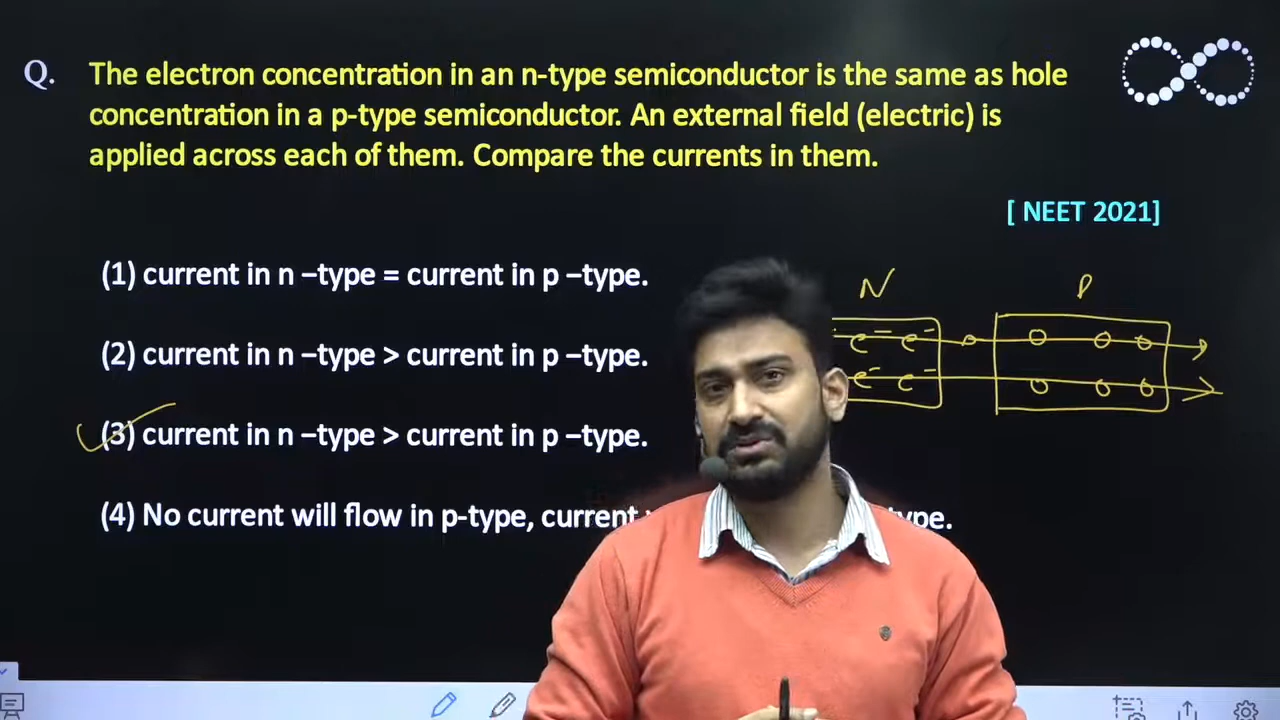 Q. The electron concentration in an n-type semiconductor is the same as hole
concentration in a p-type semiconductor. An external field (electric) is
applied across each of them. Compare the currents in them.
[ NEET 2021]
(1) current in n –type = current in p –type.
(2) current in n –type > current in p –type.
(3) current in n –type > current in p –type.
(4) No current will flow in p-type, current
N P
e⁻ e⁻
e⁻ e⁻